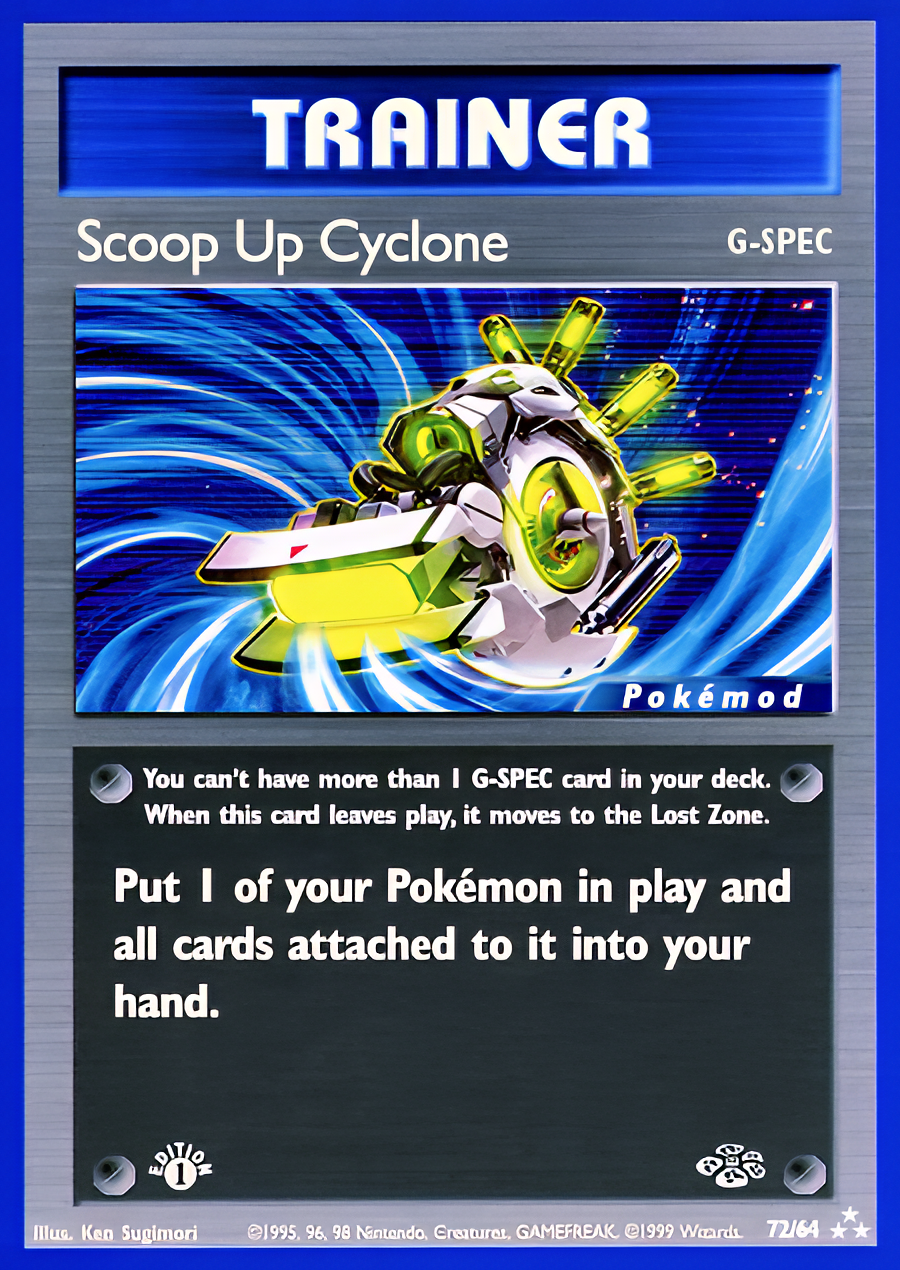 TRAINER
Scoop Up Cyclone
G-SPEC
Pokémod
You can't have more than 1 G-SPEC card in your deck.
When this card leaves play, it moves to the Lost Zone.
Put 1 of your Pokémon in play and
all cards attached to it into your
hand.
EDITION
1
Illus. Ken Sugimori
©1995, 96, 98 Nintendo, Creatures, GAMEFREAK. ©1999 Wizards.
72/64